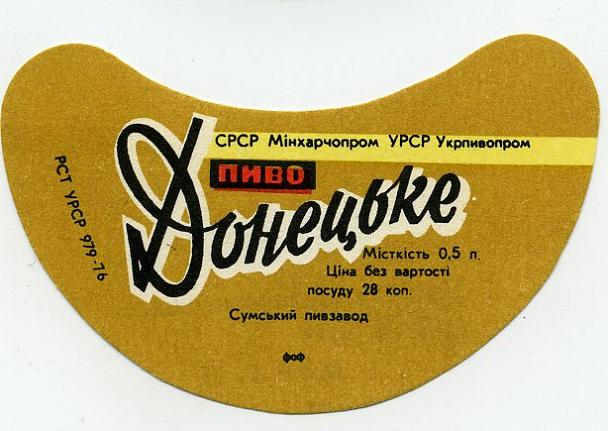 СРСР Мінхарчопром УРСР Укрпивопром
ПИВО
Донецьке
Місткість 0,5 л.
Ціна без вартості
посуду 28 коп.
Сумський пивзавод
фоф
РСТ УРСР 979-76